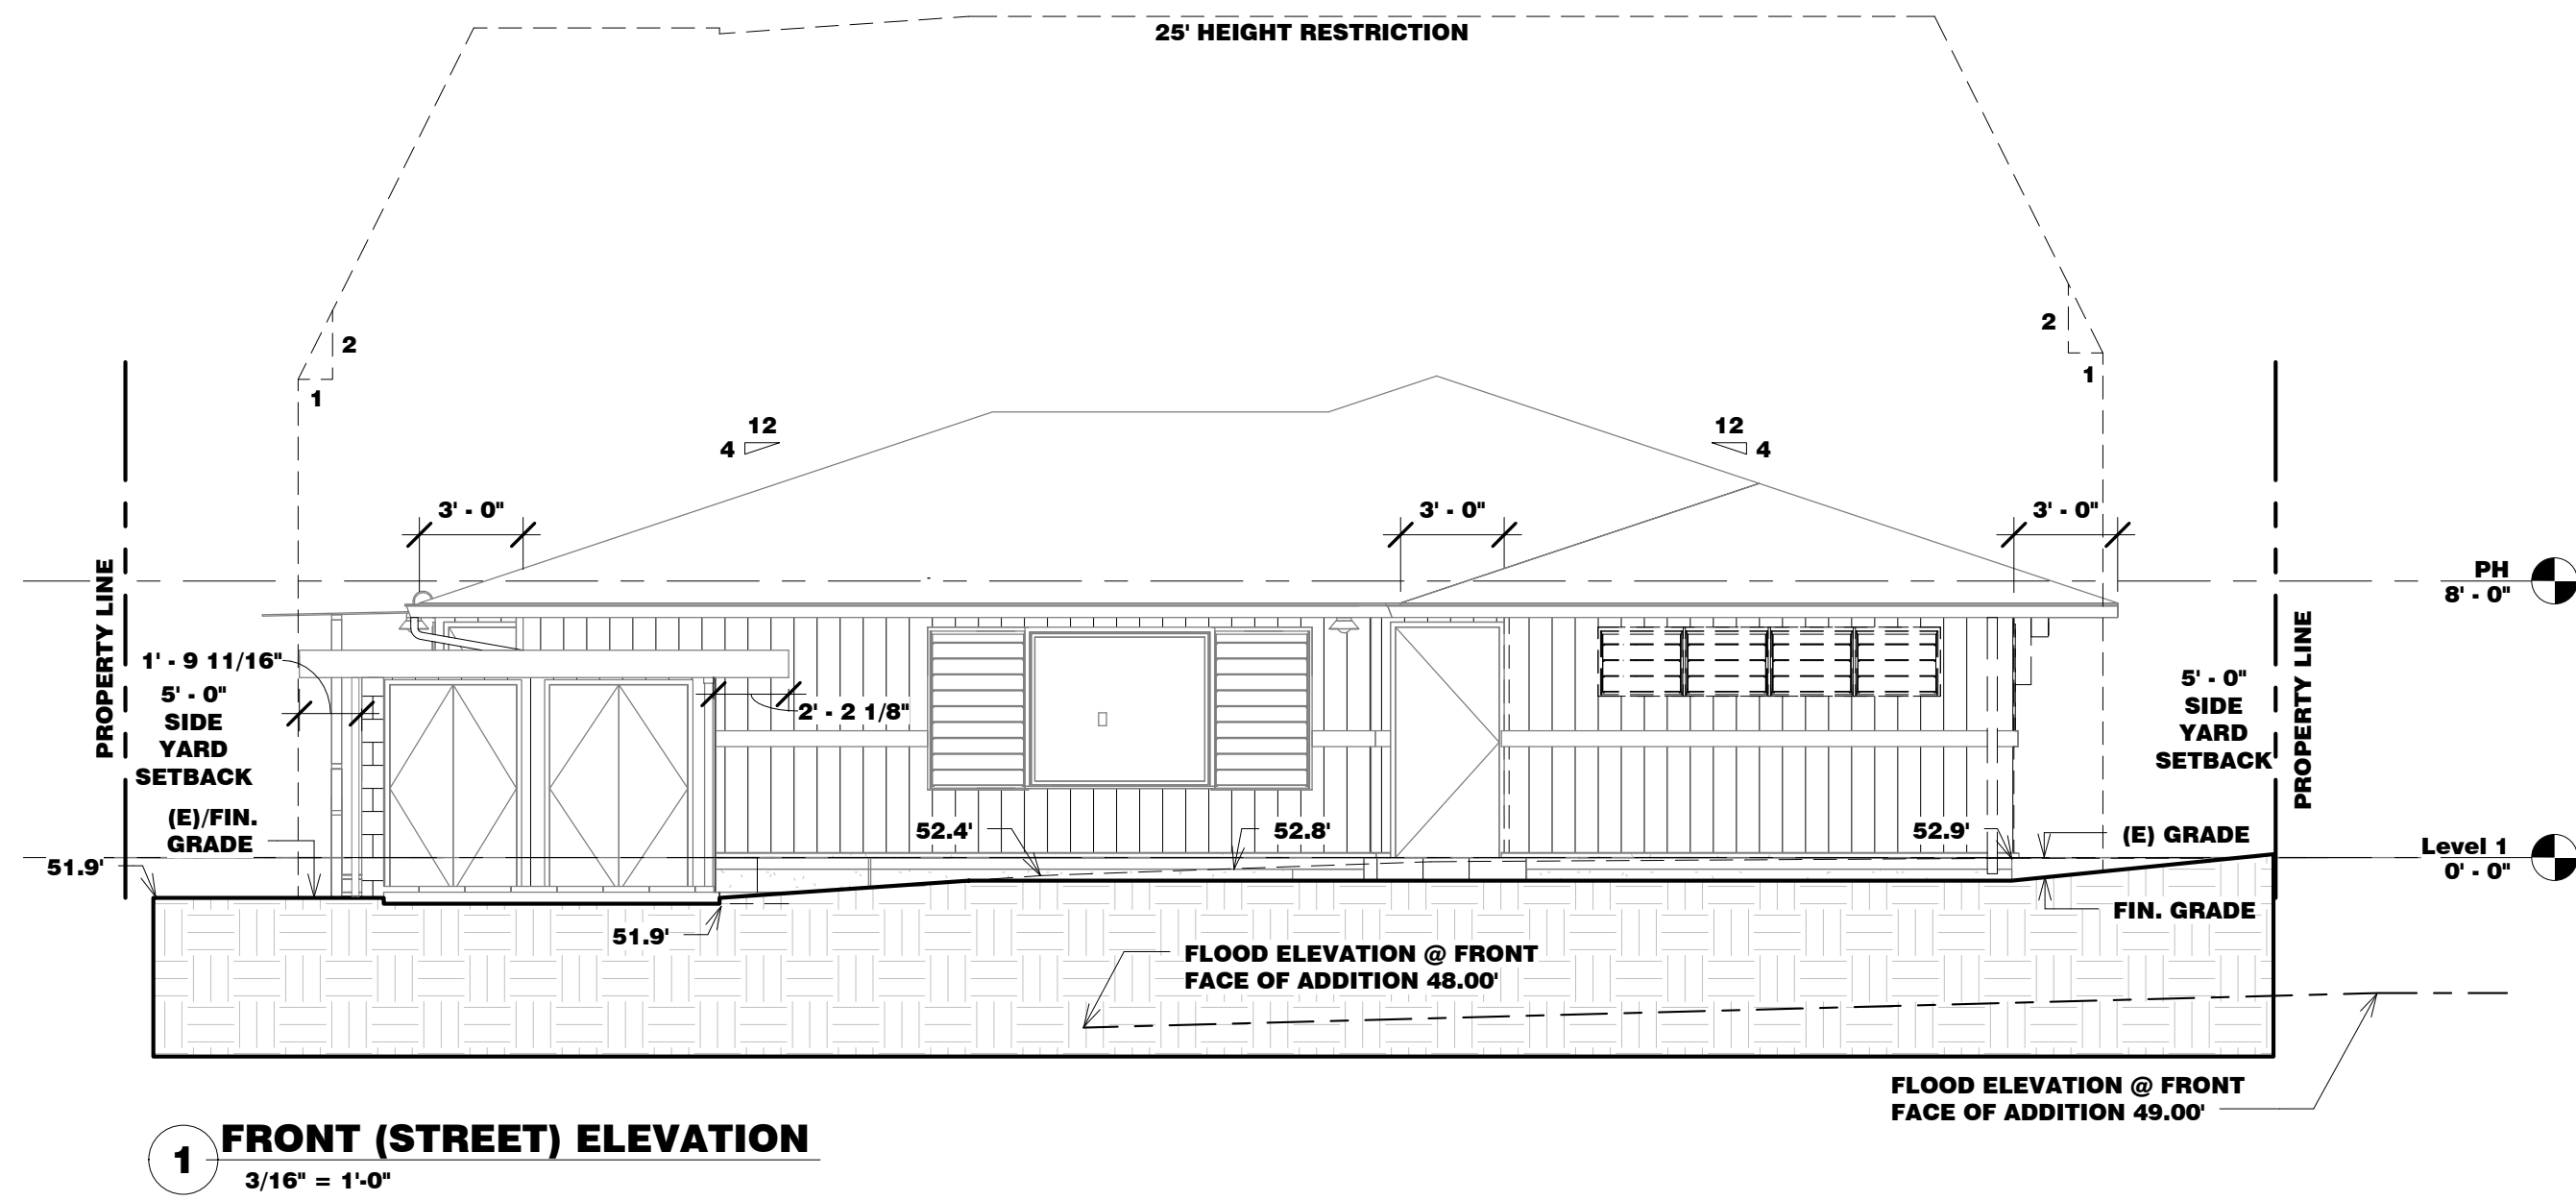 25' HEIGHT RESTRICTION
2
1
2
1
12
4
12
4
3' - 0"
3' - 0"
3' - 0"
PROPERTY LINE
PROPERTY LINE
PH
8' - 0"
1' - 9 11/16"
5' - 0"
SIDE
YARD
SETBACK
2' - 2 1/8"
5' - 0"
SIDE
YARD
SETBACK
(E)/FIN.
GRADE
52.4'
52.8'
52.9'
(E) GRADE
51.9'
Level 1
0' - 0"
51.9'
FIN. GRADE
FLOOD ELEVATION @ FRONT
FACE OF ADDITION 48.00'
FLOOD ELEVATION @ FRONT
FACE OF ADDITION 49.00'
1
FRONT (STREET) ELEVATION
3/16" = 1'-0"